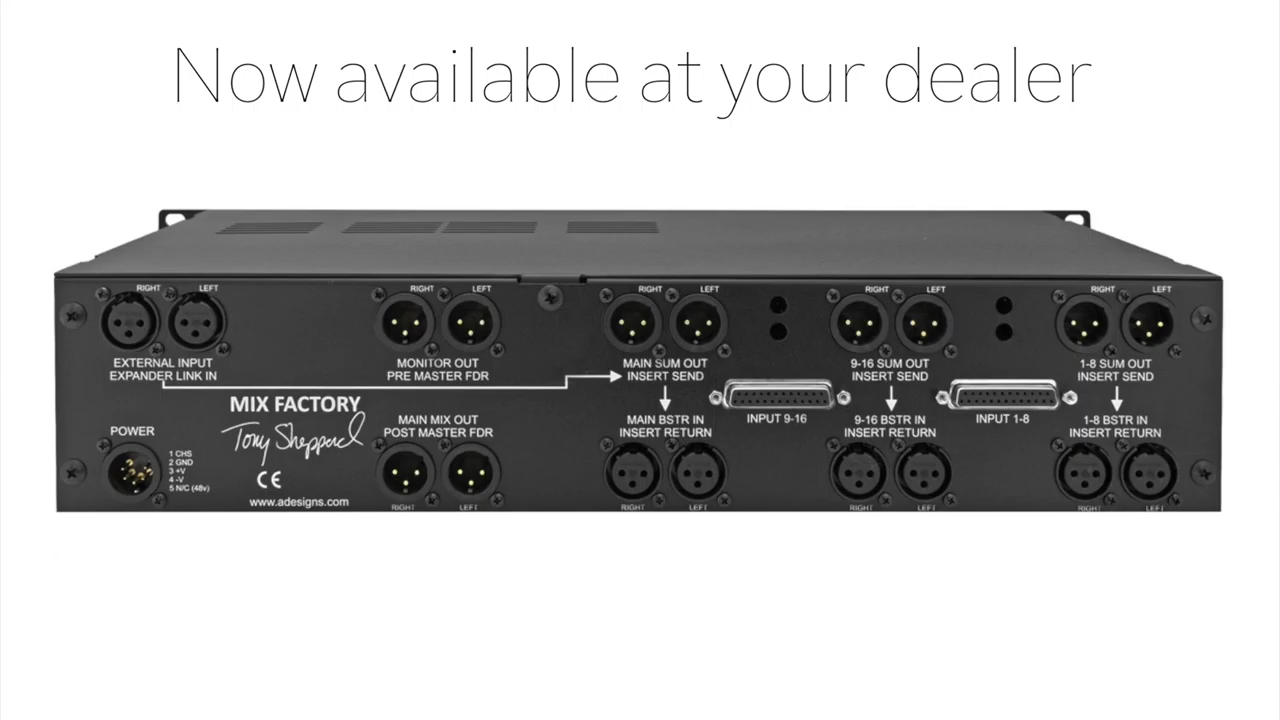 Now available at your dealer
RIGHT LEFT
EXTERNAL INPUT
EXPANDER LINK IN
RIGHT LEFT
MONITOR OUT
PRE MASTER FDR
RIGHT LEFT
MAIN SUM OUT
INSERT SEND
RIGHT LEFT
9-16 SUM OUT
INSERT SEND
RIGHT LEFT
1-8 SUM OUT
INSERT SEND
MIX FACTORY
Tony Sheppard
CE
www.adesigns.com
POWER
1 CHS
2 GND
3 +V
4 -V
5 N/C (48v)
MAIN MIX OUT
POST MASTER FDR
RIGHT LEFT
MAIN BSTR IN
INSERT RETURN
RIGHT LEFT
INPUT 9-16
9-16 BSTR IN
INSERT RETURN
RIGHT LEFT
INPUT 1-8
1-8 BSTR IN
INSERT RETURN
RIGHT LEFT